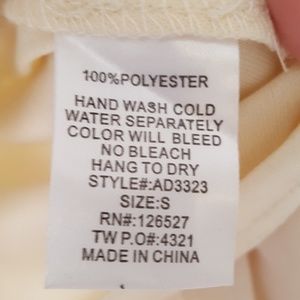 100%POLYESTER
HAND WASH COLD
WATER SEPARATELY
COLOR WILL BLEED
NO BLEACH
HANG TO DRY
STYLE#:AD3323
SIZE:S
RN#:126527
TW P.O#:4321
MADE IN CHINA